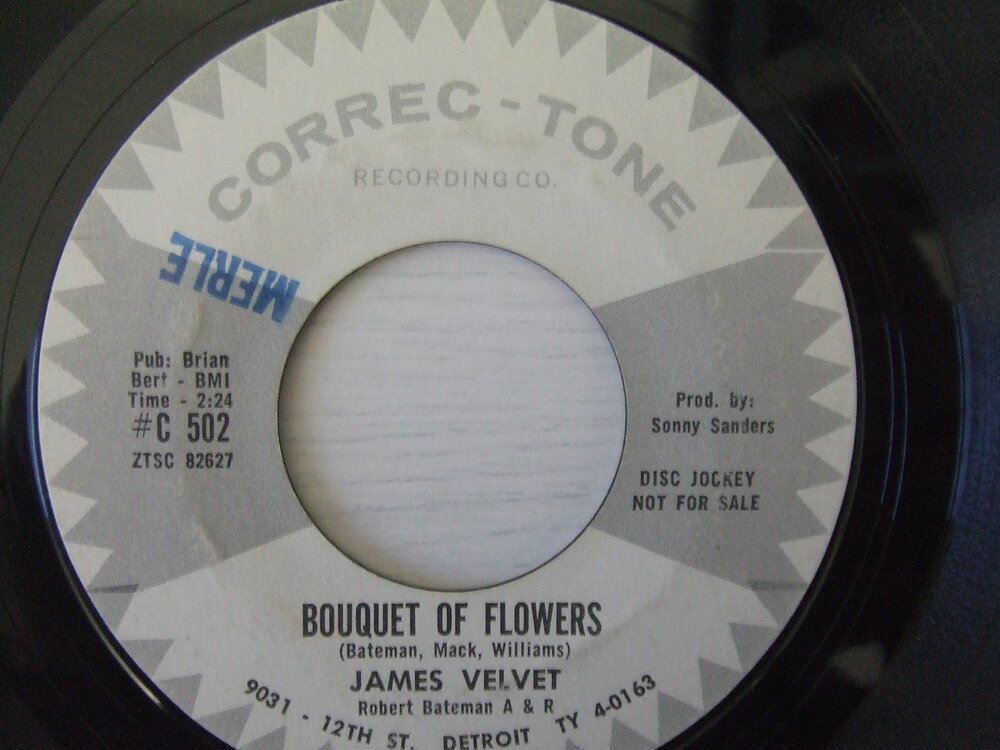 CORREC-TONE
RECORDING CO.
MERLE
Pub: Brian
Bert - BMI
Time - 2:24
#C 502
ZTSC 82627
Prod. by:
Sonny Sanders
DISC JOCKEY
NOT FOR SALE
BOUQUET OF FLOWERS
(Bateman, Mack, Williams)
JAMES VELVET
Robert Bateman A & R
9031 - 12TH ST. DETROIT TY 4-0163